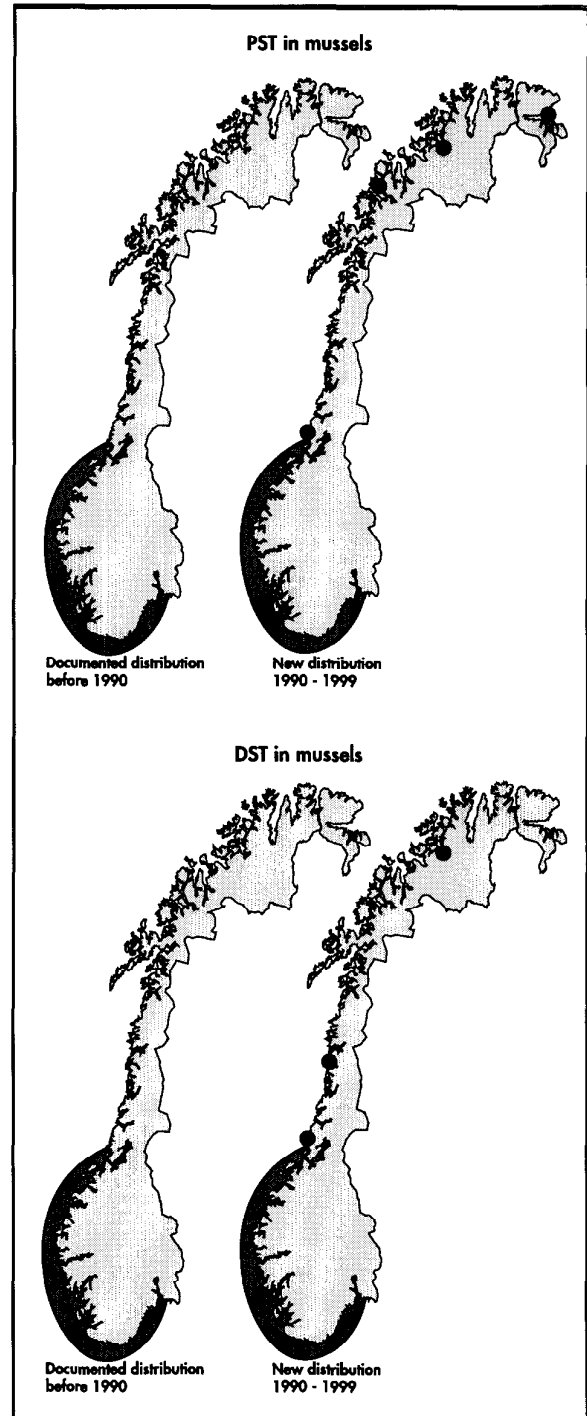 PST in mussels
Documented distribution
before 1990
New distribution
1990 - 1999
DST in mussels
Documented distribution
before 1990
New distribution
1990 - 1999